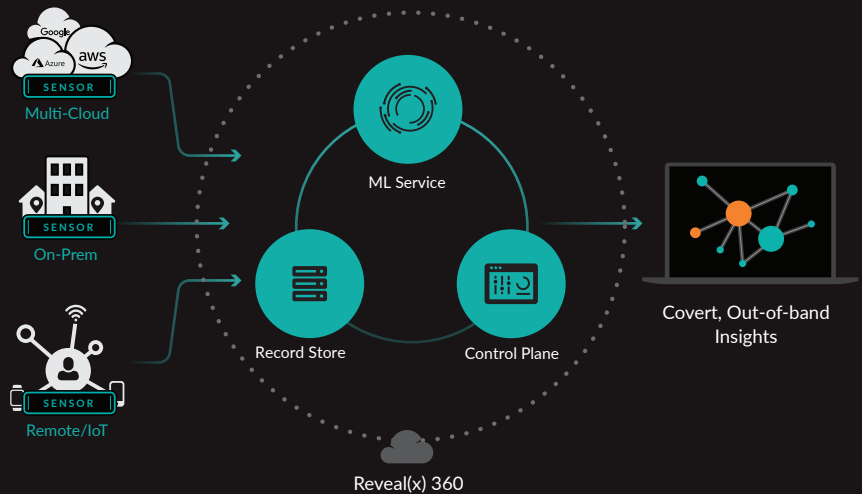 Google
Azure
aws
SENSOR
Multi-Cloud
SENSOR
On-Prem
SENSOR
Remote/IoT
ML Service
Record Store
Control Plane
Reveal(x) 360
Covert, Out-of-band
Insights